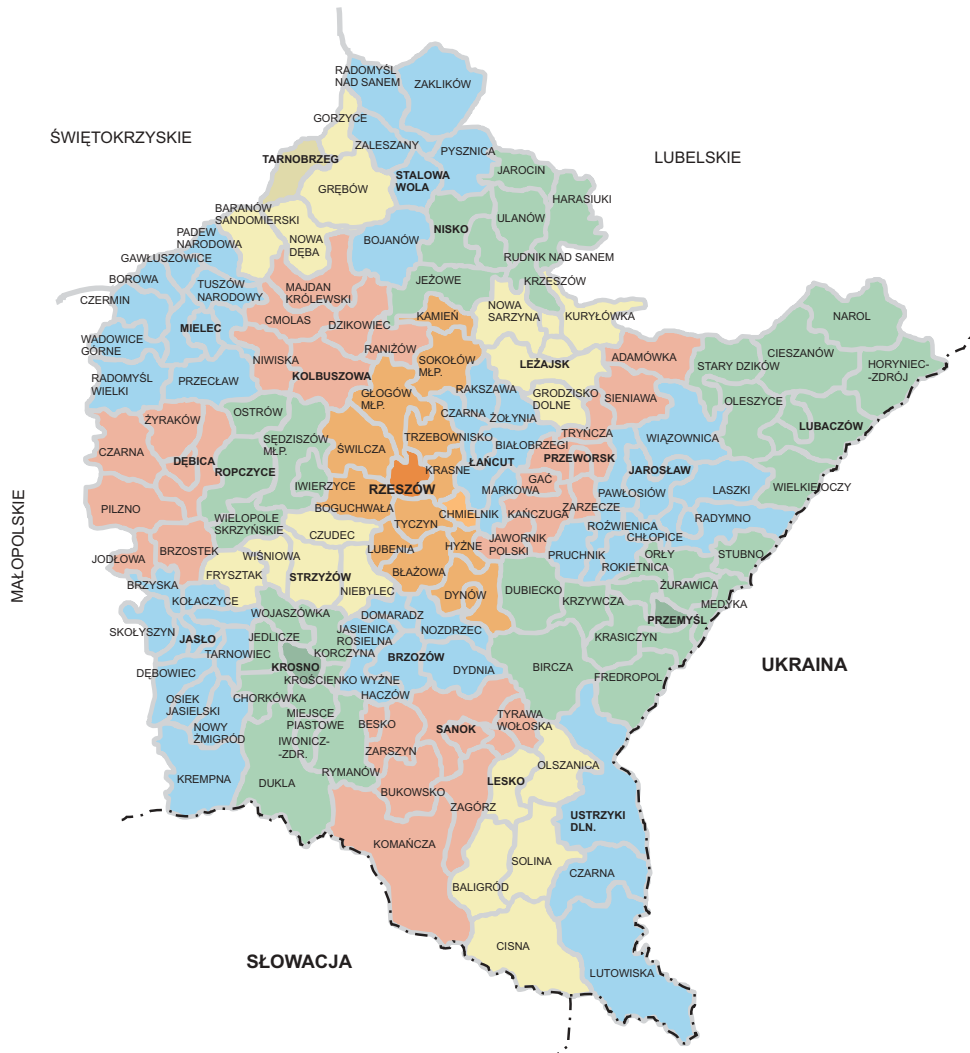 RADOMYŚL
NAD SANEM
ZAKLIKÓW
GORZYCE
ŚWIĘTOKRZYSKIE
ZALESZANY
PYSZNICA
LUBELSKIE
TARNOBRZEG
STALOWA
WOLA
JAROCIN
GRĘBÓW
HARASIUKI
BARANÓW
SANDOMIERSKI
ULANÓW
PADEW
NARODOWA
NOWA
DĘBA
BOJANÓW
NISKO
GAWŁUSZOWICE
RUDNIK NAD SANEM
BOROWA
TUSZÓW
NARODOWY
MAJDAN
KRÓLEWSKI
JEŻOWE
KRZESZÓW
CZERMIN
NOWA
SARZYNA
KURYŁÓWKA
KAMIEŃ
NAROL
MIELEC
CMOLAS
DZIKOWIEC
WADOWICE
GÓRNE
RANIŻÓW
CIESZANÓW
NIWISKA
SOKOŁÓW
MŁP.
LEŻAJSK
ADAMÓWKA
STARY DZIKÓW
HORYNIEC-
-ZDRÓJ
RADOMYŚL
WIELKI
PRZECŁAW
KOLBUSZOWA
GŁOGÓW
MŁP.
RAKSZAWA
GRODZISKO
DOLNE
SIENIAWA
OLESZYCE
OSTRÓW
CZARNA
ŻOŁYNIA
LUBACZÓW
ŻYRAKÓW
SĘDZISZÓW
MŁP.
TRZEBOWNISKO
BIAŁOBRZEGI
TRYŃCZA
WIĄZOWNICA
CZARNA
ŚWILCZA
DĘBICA
ROPCZYCE
KRASNE
ŁAŃCUT
PRZEWORSK
JAROSŁAW
IWIERZYCE
RZESZÓW
MARKOWA
GAĆ
PAWŁOSIÓW
LASZKI
WIELKIE OCZY
PILZNO
BOGUCHWAŁA
CHMIELNIK
KAŃCZUGA
ZARZECZE
RADYMNO
WIELOPOLE
SKRZYŃSKIE
TYCZYN
ROŹWIENICA
CHŁOPICE
CZUDEC
HYŻNE
JAWORNIK
POLSKI
JODŁOWA
BRZOSTEK
WIŚNIOWA
LUBENIA
PRUCHNIK
ORŁY
STUBNO
ROKIETNICA
BŁAŻOWA
FRYSZTAK
STRZYŻÓW
NIEBYLEC
DYNÓW
DUBIECKO
ŻURAWICA
BRZYSKA
KOŁACZYCE
KRZYWCZA
MEDYKA
WOJASZÓWKA
DOMARADZ
PRZEMYŚL
MAŁOPOLSKIE
SKOŁYSZYN
JASŁO
JEDLICZE
JASIENICA
ROSIELNA
NOZDRZEC
KRASICZYN
TARNOWIEC
KORCZYNA
BRZOZÓW
KROSNO
DYDNIA
BIRCZA
UKRAINA
DĘBOWIEC
KROŚCIENKO WYŻNE
FREDROPOL
HACZÓW
OSIEK
JASIELSKI
CHORKÓWKA
MIEJSCE
PIASTOWE
TYRAWA
WOŁOSKA
NOWY
ŻMIGRÓD
BESKO
SANOK
IWONICZ-
-ZDR.
ZARSZYN
OLSZANICA
KREMPNA
DUKLA
RYMANÓW
LESKO
BUKOWSKO
ZAGÓRZ
USTRZYKI
DLN.
KOMAŃCZA
SOLINA
CZARNA
BALIGRÓD
CISNA
SŁOWACJA
LUTOWISKA